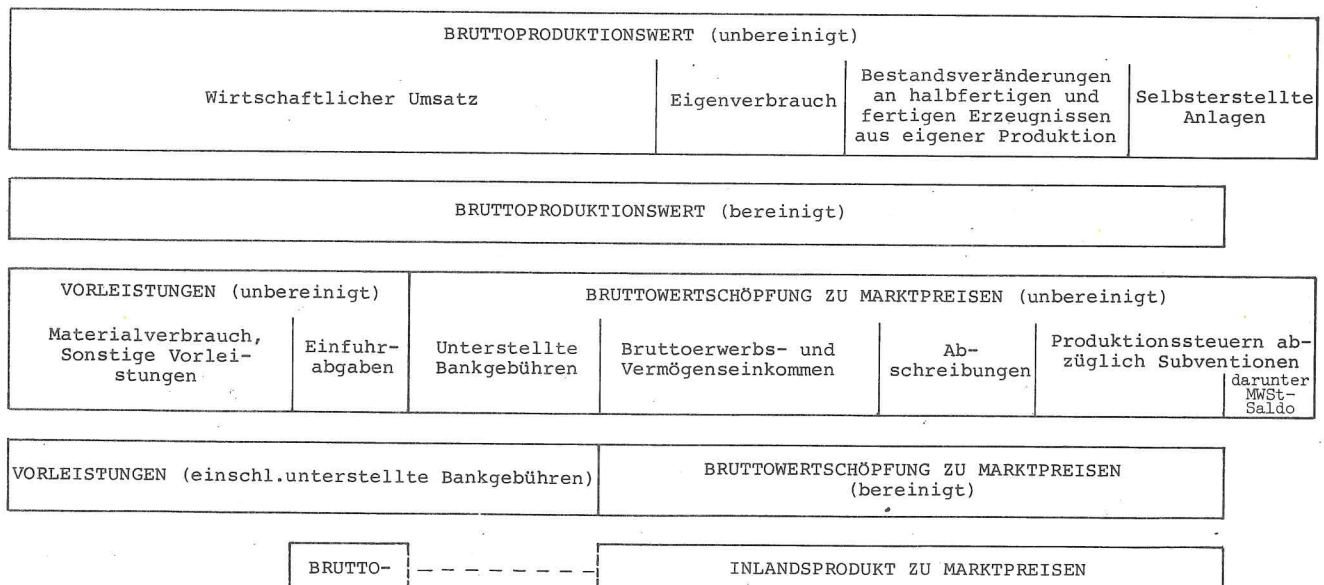 BRUTTOPRODUKTIONSWERT (unbereinigt)
Wirtschaftlicher Umsatz
Eigenverbrauch
Bestandsveränderungen
an halbfertigen und
fertigen Erzeugnissen
aus eigener Produktion
Selbsterstellte
Anlagen
BRUTTOPRODUKTIONSWERT (bereinigt)
VORLEISTUNGEN (unbereinigt)
Materialverbrauch,
Sonstige Vorlei-
stungen
Einfuhr-
abgaben
BRUTTOWERTSCHÖPFUNG ZU MARKTPREISEN (unbereinigt)
Unterstellte
Bankgebühren
Bruttoerwerbs- und
Vermögenseinkommen
Ab-
schreibungen
Produktionssteuern ab-
züglich Subventionen
darunter
MWSt-
Saldo
VORLEISTUNGEN (einschl.unterstellte Bankgebühren)
BRUTTOWERTSCHÖPFUNG ZU MARKTPREISEN
(bereinigt)
BRUTTO-
INLANDSPRODUKT ZU MARKTPREISEN